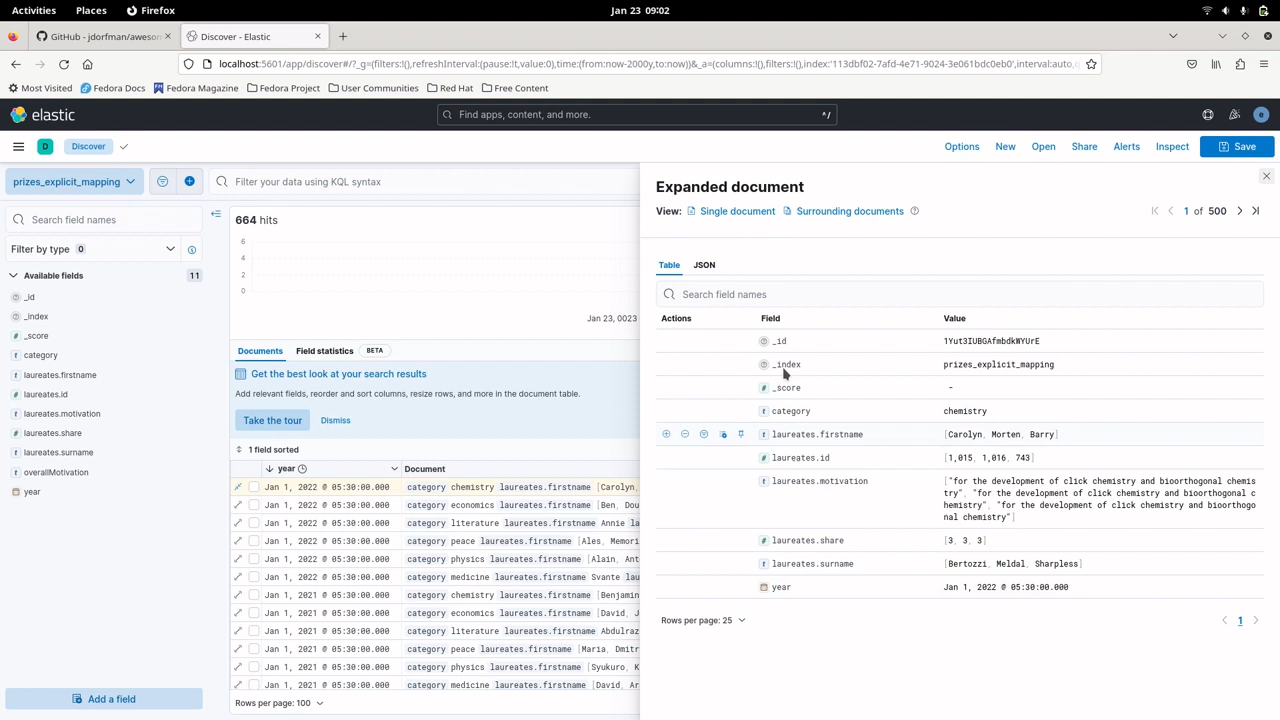 Activities Places Firefox Jan 23 09:02
GitHub - jdorfman/aweson × Discover - Elastic × +
localhost:5601/app/discover#/?_g=(filters:!(),refreshInterval:(pause:!t,value:0),time:(from:now-2000y,to:now))&_a=(columns:!(),filters:!(),index:'113dbf02-7afd-4e71-9024-3e061bdc0eb0',interval:auto,
Most Visited Fedora Docs Fedora Magazine Fedora Project User Communities Red Hat Free Content
elastic Find apps, content, and more. ^/ e
D Discover Options New Open Share Alerts Inspect Save
prizes_explicit_mapping Filter your data using KQL syntax
Search field names
Filter by type 0
Available fields 11
_id
_index
_score
category
laureates.firstname
laureates.id
laureates.motivation
laureates.share
laureates.surname
overallMotivation
year
Add a field
664 hits
6
4
2
0
Jan 23, 0023
Documents Field statistics BETA
Get the best look at your search results
Add relevant fields, reorder and sort columns, resize rows, and more in the document table.
Take the tour Dismiss
1 field sorted
year Document
Jan 1, 2022 @ 05:30:00.000 category chemistry laureates.firstname [Carolyn,
Jan 1, 2022 @ 05:30:00.000 category economics laureates.firstname [Ben, Dou
Jan 1, 2022 @ 05:30:00.000 category literature laureates.firstname Annie la
Jan 1, 2022 @ 05:30:00.000 category peace laureates.firstname [Ales, Memori
Jan 1, 2022 @ 05:30:00.000 category physics laureates.firstname [Alain, Ant
Jan 1, 2022 @ 05:30:00.000 category medicine laureates.firstname Svante lau
Jan 1, 2021 @ 05:30:00.000 category chemistry laureates.firstname [Benjamin
Jan 1, 2021 @ 05:30:00.000 category economics laureates.firstname [David, J
Jan 1, 2021 @ 05:30:00.000 category literature laureates.firstname Abdulraz
Jan 1, 2021 @ 05:30:00.000 category peace laureates.firstname [Maria, Dmitr
Jan 1, 2021 @ 05:30:00.000 category physics laureates.firstname [Syukuro, K
Jan 1, 2021 @ 05:30:00.000 category medicine laureates.firstname [David, Ar
Rows per page: 100
Expanded document
View: Single document Surrounding documents 1 of 500
Table JSON
Search field names
Actions Field Value
_id 1Yut3IUBGAfmbdkWYUrE
_index prizes_explicit_mapping
_score -
category chemistry
laureates.firstname [Carolyn, Morten, Barry]
laureates.id [1,015, 1,016, 743]
laureates.motivation ["for the development of click chemistry and bioorthogonal chemis
try", "for the development of click chemistry and bioorthogonal c
hemistry", "for the development of click chemistry and bioorthogo
nal chemistry"]
laureates.share [3, 3, 3]
laureates.surname [Bertozzi, Meldal, Sharpless]
year Jan 1, 2022 @ 05:30:00.000
Rows per page: 25 1